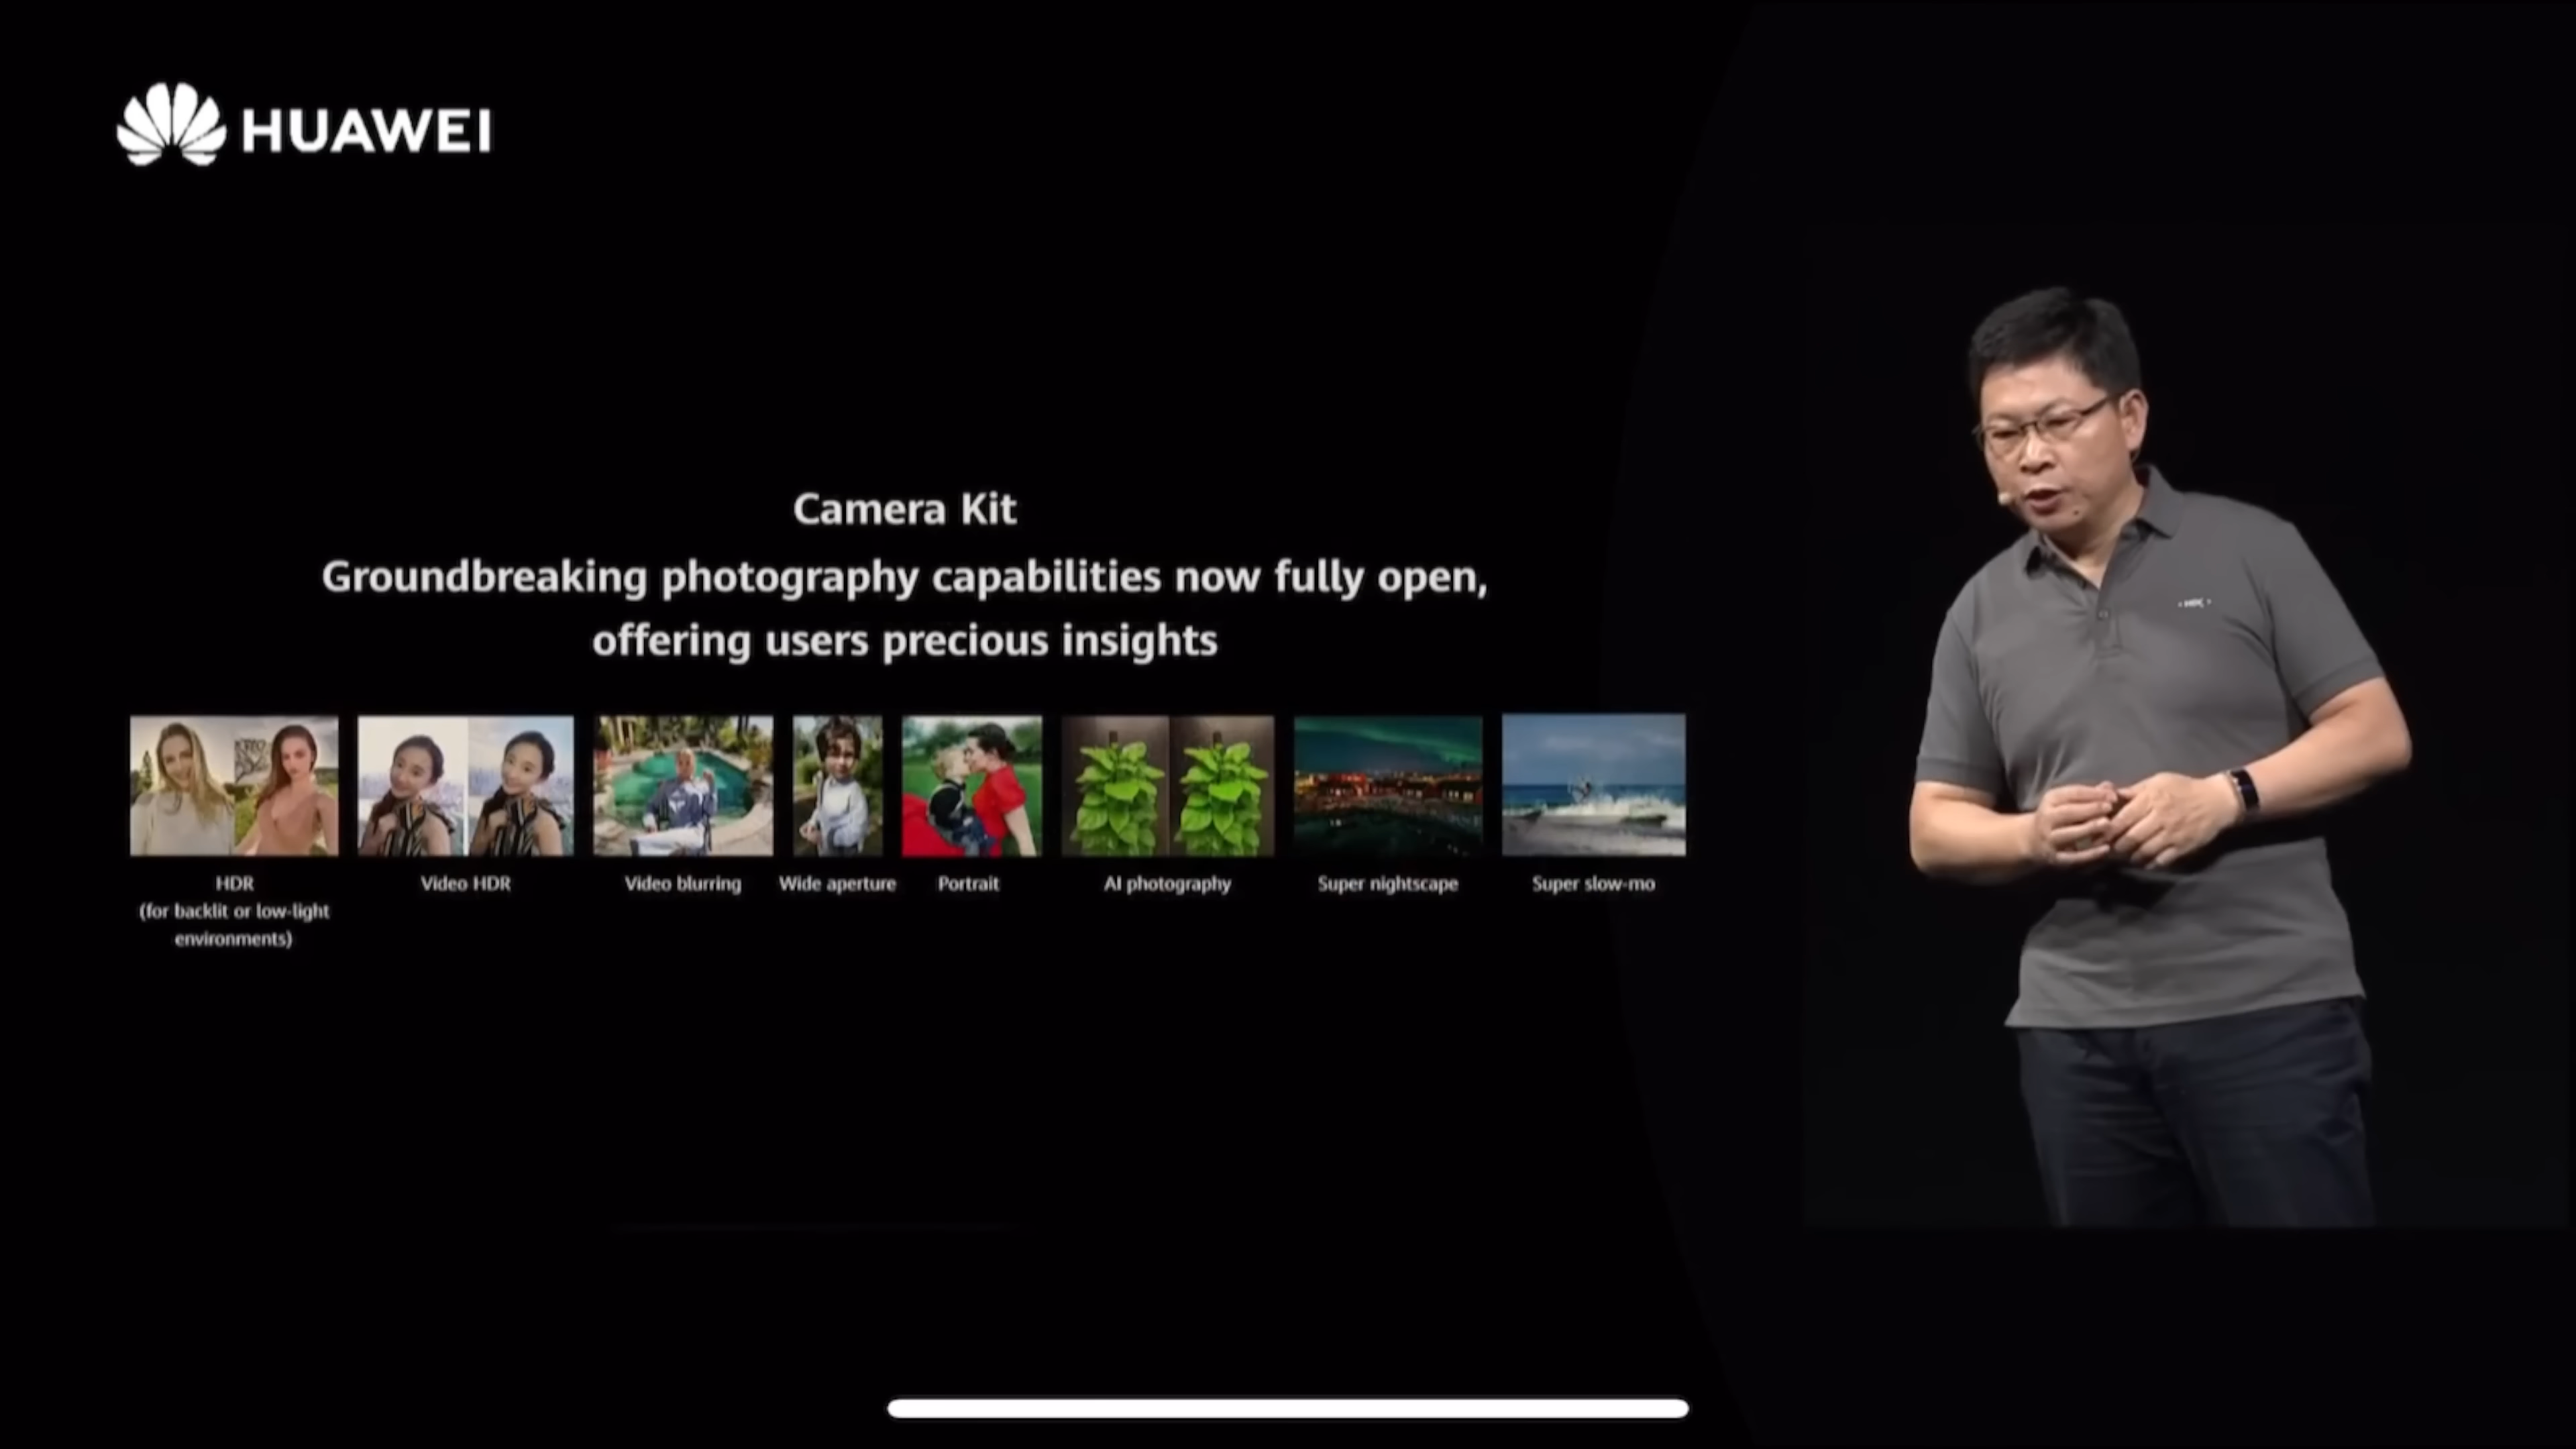 HUAWEI
Camera Kit
Groundbreaking photography capabilities now fully open,
offering users precious insights
HDR
(for backlit or low-light
environments)
Video HDR
Video blurring
Wide aperture
Portrait
AI photography
Super nightscape
Super slow-mo